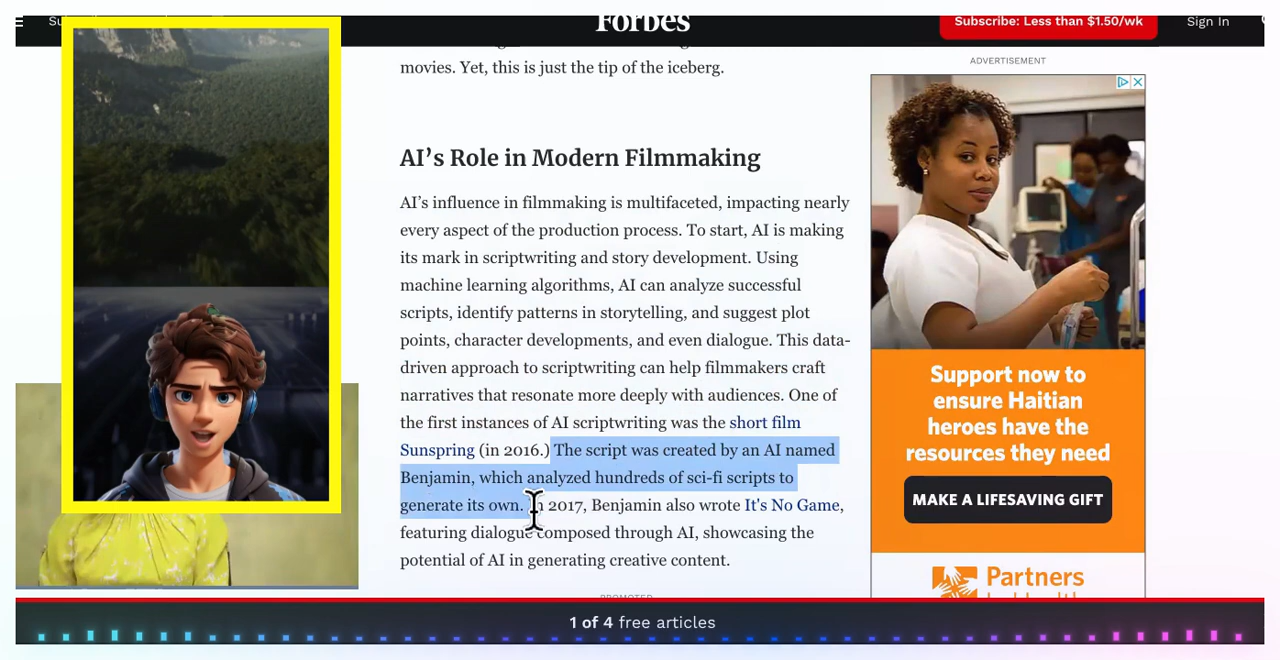 Forbes
Subscribe: Less than $1.50/wk
Sign In
ADVERTISEMENT
movies. Yet, this is just the tip of the iceberg.
AI’s Role in Modern Filmmaking
AI’s influence in filmmaking is multifaceted, impacting nearly
every aspect of the production process. To start, AI is making
its mark in scriptwriting and story development. Using
machine learning algorithms, AI can analyze successful
scripts, identify patterns in storytelling, and suggest plot
points, character developments, and even dialogue. This data-
driven approach to scriptwriting can help filmmakers craft
narratives that resonate more deeply with audiences. One of
the first instances of AI scriptwriting was the short film
Sunspring (in 2016.) The script was created by an AI named
Benjamin, which analyzed hundreds of sci-fi scripts to
generate its own. In 2017, Benjamin also wrote It's No Game,
featuring dialogue composed through AI, showcasing the
potential of AI in generating creative content.
PROMOTED
Support now to
ensure Haitian
heroes have the
resources they need
MAKE A LIFESAVING GIFT
Partners
1 of 4 free articles